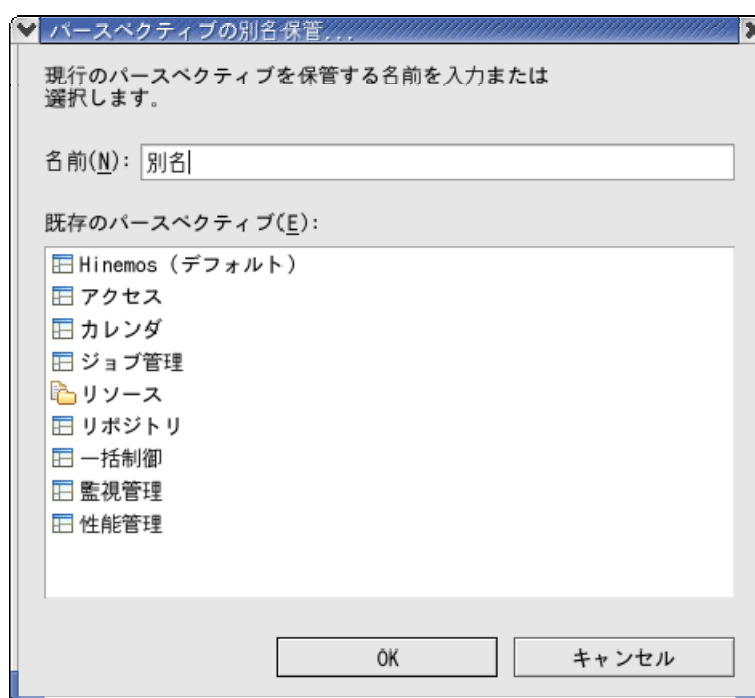 パースペクティブの別名保管...
現行のパースペクティブを保管する名前を入力または
選択します。
名前(N): 別名
既存のパースペクティブ(E):
Hinemos (デフォルト)
アクセス
カレンダ
ジョブ管理
リソース
リポジトリ
一括制御
監視管理
性能管理
OK キャンセル